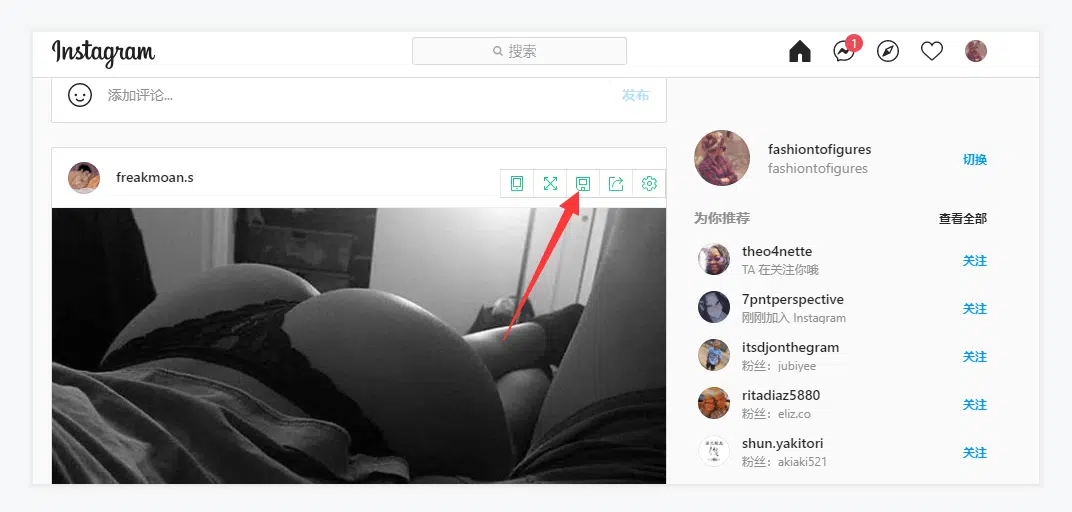 Instagram
搜索
1
添加评论...
发布
freakmoan.s
fashiontofigures
fashiontofigures
切换
为你推荐
查看全部
theo4nette
TA 在关注你哦
关注
7pntperspective
刚刚加入 Instagram
关注
itsdjonthegram
粉丝：jubiyee
关注
ritadiaz5880
粉丝：eliz.co
关注
shun.yakitori
粉丝：akiaki521
关注